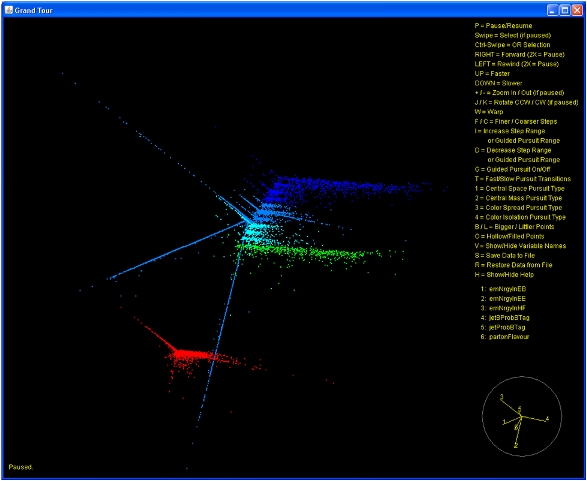 Grand Tour
P = Pause/Resume
Swipe = Select (if paused)
Ctrl-Swipe = OR Selection
RIGHT = Forward (2X = Pause)
LEFT = Rewind (2X = Pause)
UP = Faster
DOWN = Slower
+ / - = Zoom In / Out (if paused)
J / K = Rotate CCW / CW (if paused)
W = Warp
F / C = Finer / Coarser Steps
I = Increase Step Range
or Guided Pursuit Range
D = Decrease Step Range
or Guided Pursuit Range
G = Guided Pursuit On/Off
T = Fast/Slow Pursuit Transitions
1 = Central Space Pursuit Type
2 = Central Mass Pursuit Type
3 = Color Spread Pursuit Type
4 = Color Isolation Pursuit Type
B / L = Bigger / Littler Points
O = Hollow/Filled Points
V = Show/Hide Variable Names
S = Save Data to File
R = Restore Data from File
H = Show/Hide Help
1: emNrgyInEB
2: emNrgyInEE
3: emNrgyInHF
4: jetBProbBTag
5: jetProbBTag
6: partonFlavour
3
5
4
1
6
2
Paused.